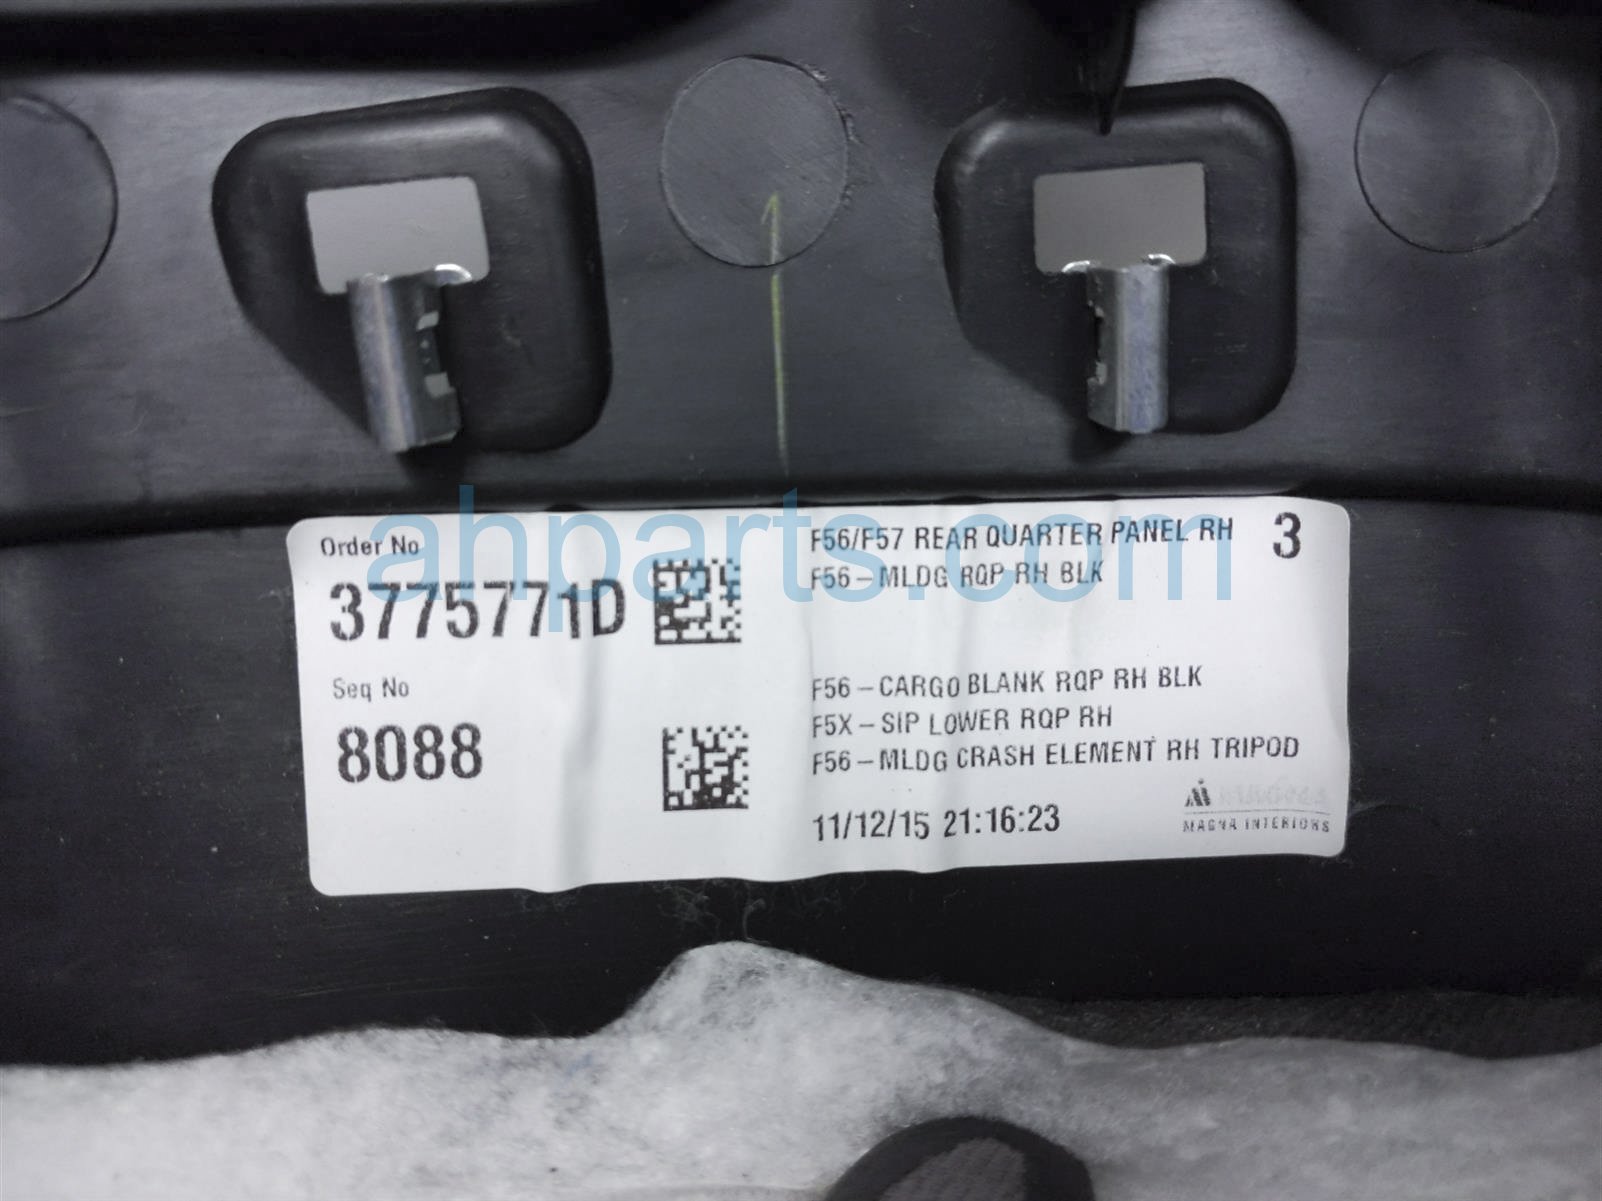 Order No
3775771D
Seq No
8088
F56/F57 REAR QUARTER PANEL RH 3
F56-MLDG RQP RH BLK
F56-CARGO BLANK RQP RH BLK
F5X-SIP LOWER RQP RH
F56-MLDG CRASH ELEMENT RH TRIPOD
11/12/15 21:16:23
MAGNA INTERIORS
ahparts.com